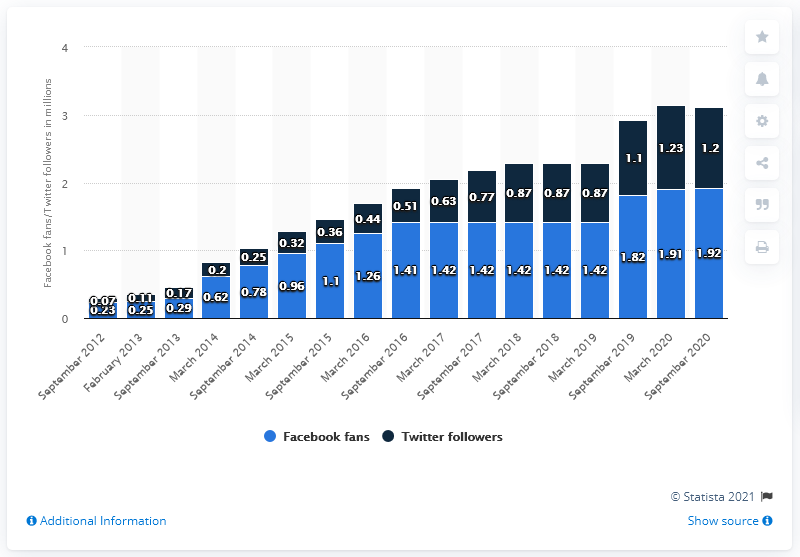 4
3
2
1
0
Facebook fans/Twitter followers in millions
0.07 0.11 0.17 0.2 0.25 0.32 0.36 0.44 0.51 0.63 0.77 0.87 0.87 0.87 1.1 1.23 1.2
0.23 0.25 0.29 0.62 0.78 0.96 1.1 1.26 1.41 1.42 1.42 1.42 1.42 1.42 1.82 1.91 1.92
September 2012
February 2013
September 2013
March 2014
September 2014
March 2015
September 2015
March 2016
September 2016
March 2017
September 2017
March 2018
September 2018
March 2019
September 2019
March 2020
September 2020
Facebook fans Twitter followers
© Statista 2021
Additional Information Show source